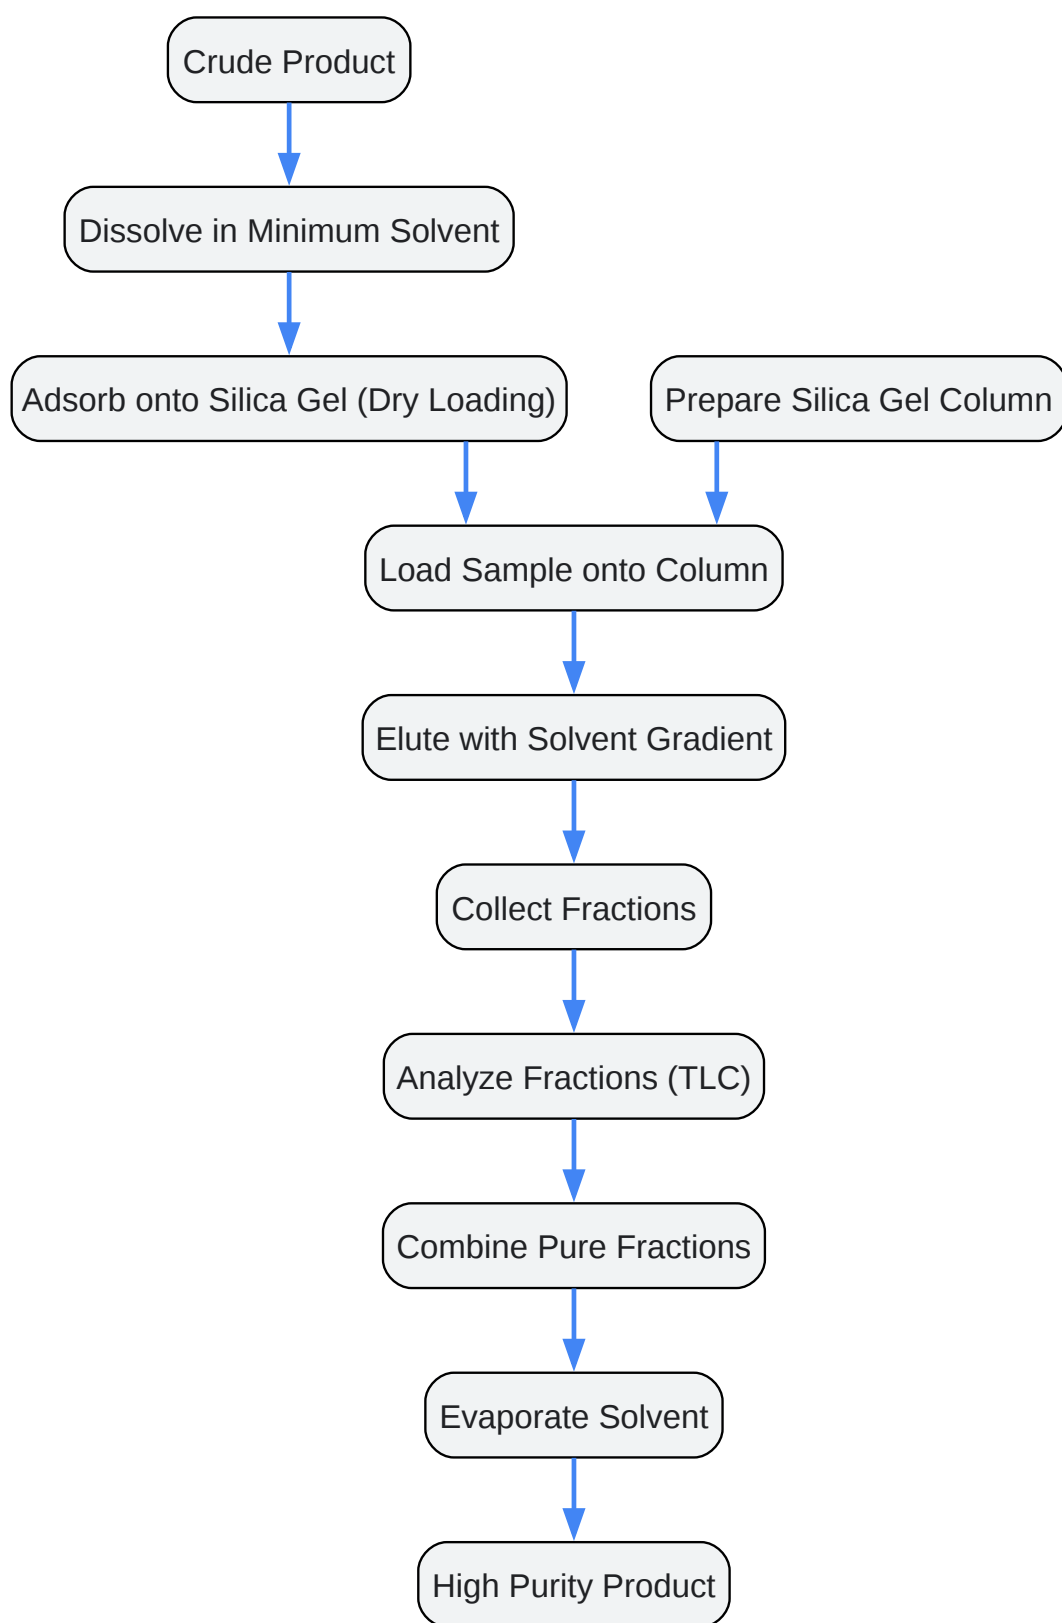 Crude Product
Dissolve in Minimum Solvent
Adsorb onto Silica Gel (Dry Loading)
Prepare Silica Gel Column
Load Sample onto Column
Elute with Solvent Gradient
Collect Fractions
Analyze Fractions (TLC)
Combine Pure Fractions
Evaporate Solvent
High Purity Product